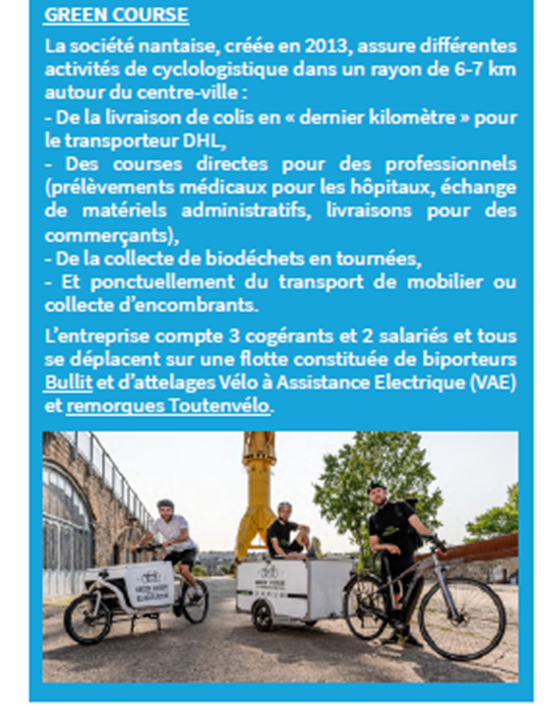 GREEN COURSE
La société nantaise, créée en 2013, assure différentes
activités de cyclologistique dans un rayon de 6-7 km
autour du centre-ville :
- De la livraison de colis en « dernier kilomètre » pour
le transporteur DHL,
- Des courses directes pour des professionnels
(prélèvements médicaux pour les hôpitaux, échange
de matériels administratifs, livraisons pour des
commerçants),
- De la collecte de biodéchets en tournées,
- Et ponctuellement du transport de mobilier ou
collecte d’encombrants.
L’entreprise compte 3 cogérants et 2 salariés et tous
se déplacent sur une flotte constituée de biporteurs
Bullit et d’attelages Vélo à Assistance Electrique (VAE)
et remorques Toutenvélo.
GREEN COURSE
GREEN COURSE